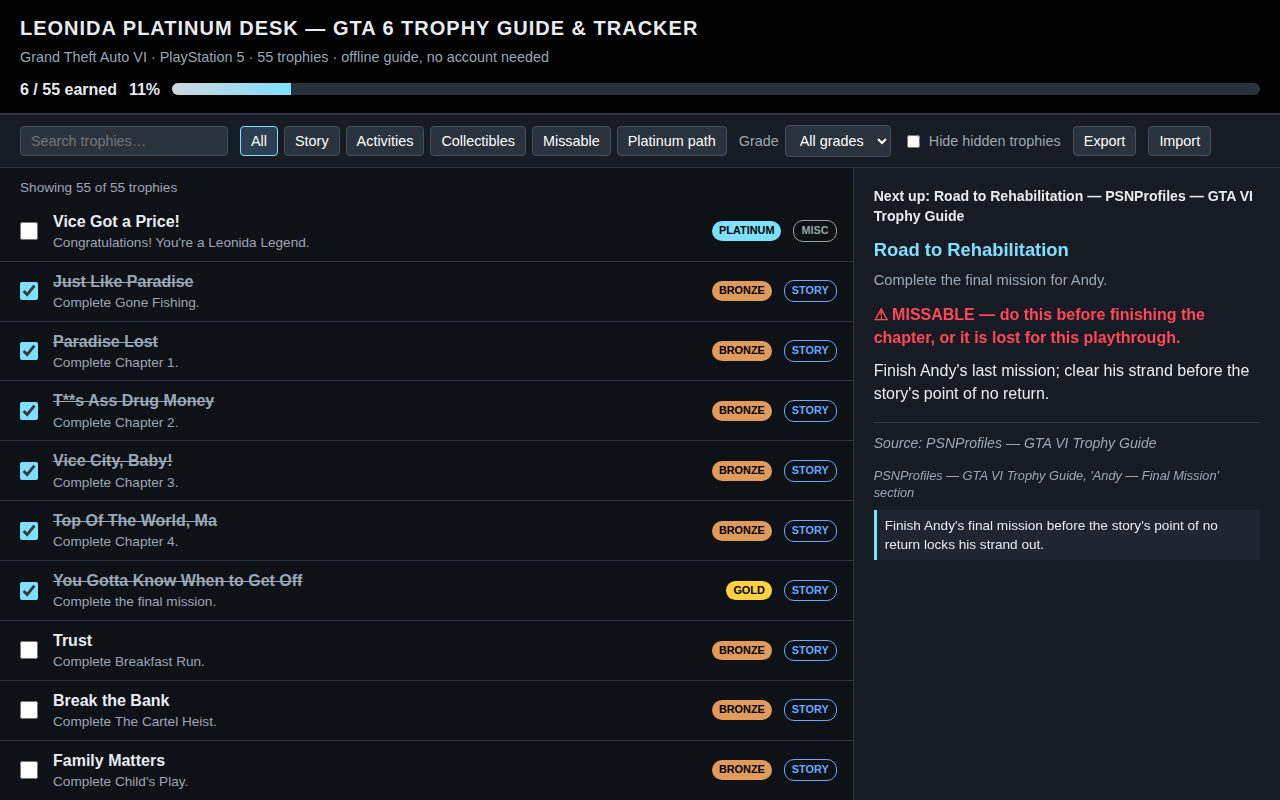 LEONIDA PLATINUM DESK — GTA 6 TROPHY GUIDE & TRACKER
Grand Theft Auto VI · PlayStation 5 · 55 trophies · offline guide, no account needed
6 / 55 earned 11%
Search trophies… All Story Activities Collectibles Missable Platinum path Grade All grades Hide hidden trophies Export Import
Showing 55 of 55 trophies
Vice Got a Price!
Congratulations! You're a Leonida Legend.
PLATINUM MISC
Just Like Paradise
Complete Gone Fishing.
BRONZE STORY
Paradise Lost
Complete Chapter 1.
BRONZE STORY
T**s Ass Drug Money
Complete Chapter 2.
BRONZE STORY
Vice City, Baby!
Complete Chapter 3.
BRONZE STORY
Top Of The World, Ma
Complete Chapter 4.
BRONZE STORY
You Gotta Know When to Get Off
Complete the final mission.
GOLD STORY
Trust
Complete Breakfast Run.
BRONZE STORY
Break the Bank
Complete The Cartel Heist.
BRONZE STORY
Family Matters
Complete Child's Play.
BRONZE STORY
Next up: Road to Rehabilitation — PSNProfiles — GTA VI
Trophy Guide
Road to Rehabilitation
Complete the final mission for Andy.
⚠ MISSABLE — do this before finishing the
chapter, or it is lost for this playthrough.
Finish Andy's last mission; clear his strand before the
story's point of no return.
Source: PSNProfiles — GTA VI Trophy Guide
PSNProfiles — GTA VI Trophy Guide, 'Andy — Final Mission'
section
Finish Andy's final mission before the story's point of no
return locks his strand out.